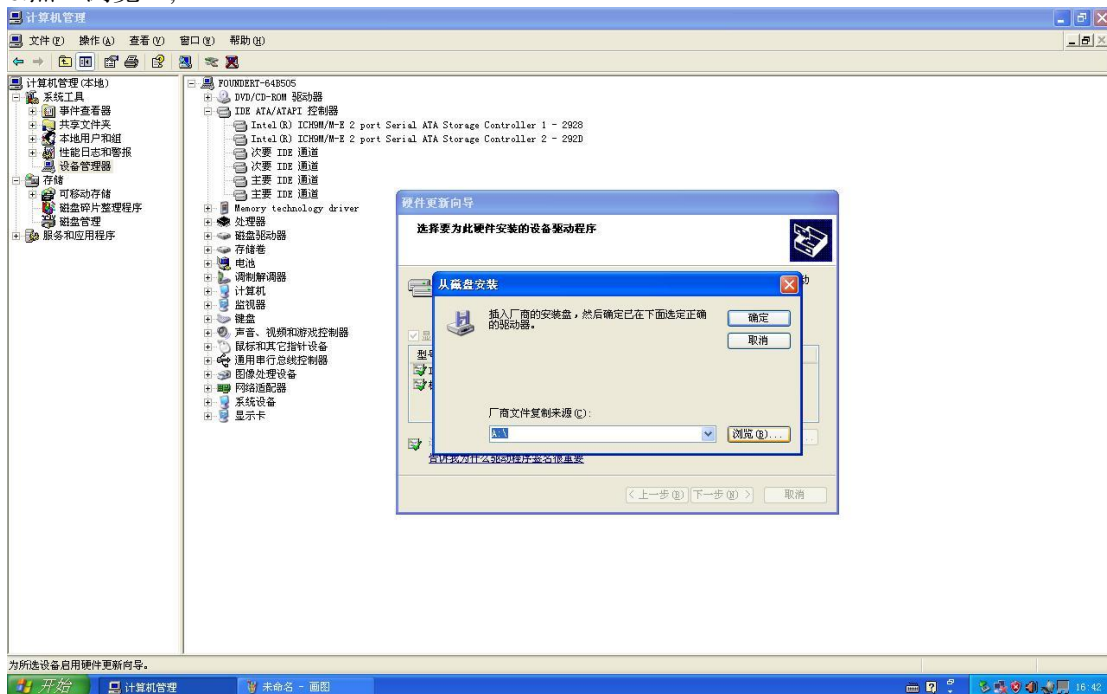 计算机管理
文件(F) 操作(A) 查看(V) 窗口(W) 帮助(H)
计算机管理(本地)
系统工具
事件查看器
共享文件夹
本地用户和组
性能日志和警报
设备管理器
存储
可移动存储
磁盘碎片整理程序
磁盘管理
服务和应用程序
FOUNDERT-64B505
DVD/CD-ROM 驱动器
IDE ATA/ATAPI 控制器
Intel(R) ICH9M/M-E 2 port Serial ATA Storage Controller 1 - 2928
Intel(R) ICH9M/M-E 2 port Serial ATA Storage Controller 2 - 292D
次要 IDE 通道
次要 IDE 通道
主要 IDE 通道
主要 IDE 通道
Memory technology driver
处理器
磁盘驱动器
存储卷
电池
调制解调器
计算机
监视器
键盘
声音、视频和游戏控制器
鼠标和其它指针设备
通用串行总线控制器
图像处理设备
网络适配器
系统设备
显示卡
硬件更新向导
选择要为此硬件安装的设备驱动程序
从磁盘安装
插入厂商的安装盘，然后确定已在下面选定正确
的驱动器。
确定
取消
厂商文件复制来源(C):
A:\
浏览(B)...
型号
告诉我为什么驱动程序签名很重要
<上一步(B) 下一步(N)> 取消
为所选设备启用硬件更新向导。
开始 计算机管理 未命名 - 画图 16:42